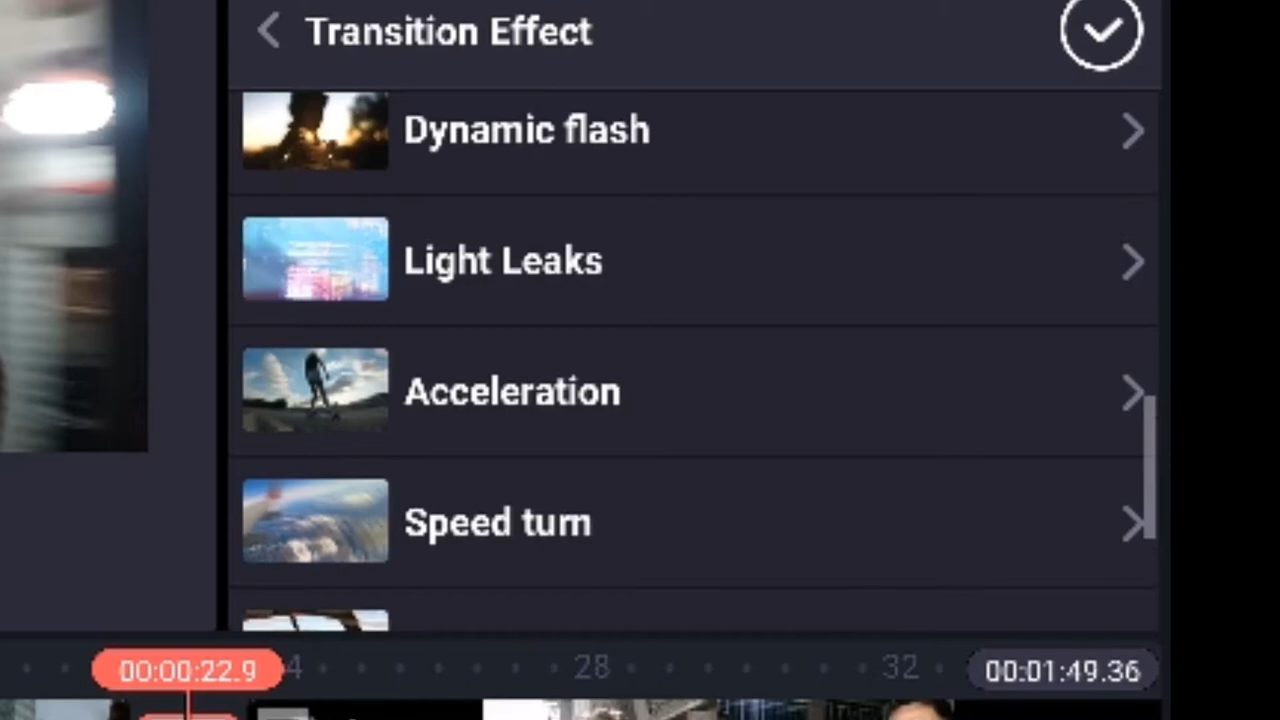 Transition Effect
Dynamic flash
Light Leaks
Acceleration
Speed turn
00:00:22.9 4 28 32 00:01:49.36